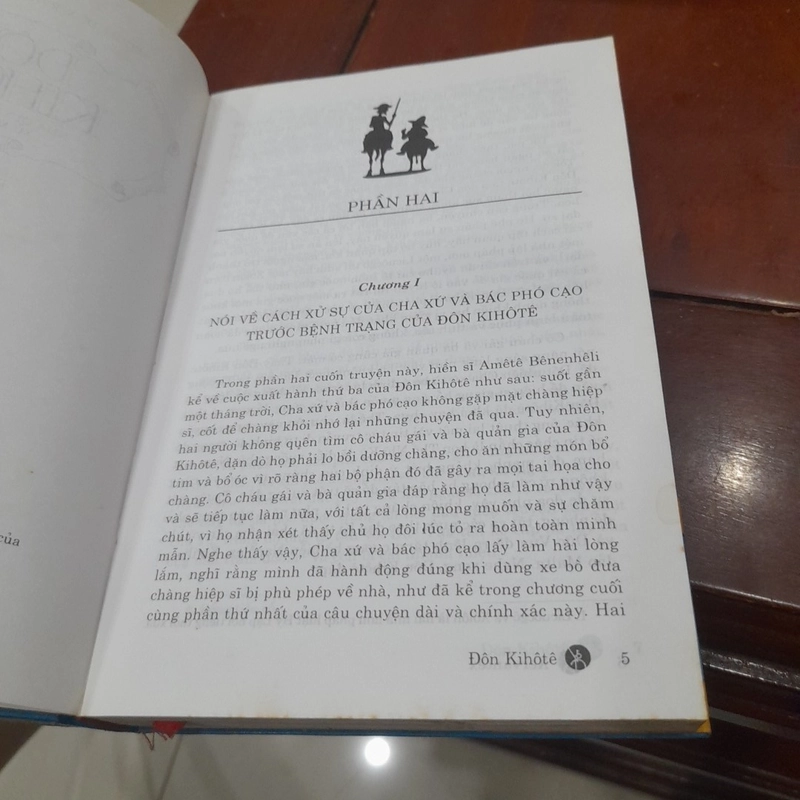 PHẦN HAI
Chương I
NÓI VỀ CÁCH XỬ SỰ CỦA CHA XỨ VÀ BÁC PHÓ CẠO
TRƯỚC BỆNH TRẠNG CỦA ĐÔN KIHÔTÊ
Trong phần hai cuốn truyện này, hiền sĩ Amêtê Bênenhêli
kể về cuộc xuất hành thứ ba của Đôn Kihôtê như sau: suốt gần
một tháng trời, Cha xứ và bác phó cạo không gặp mặt chàng hiệp
sĩ, cốt để chàng khỏi nhớ lại những chuyện đã qua. Tuy nhiên,
hai người không quên tìm cô cháu gái và bà quản gia của Đôn
Kihôtê, dặn dò họ phải lo bồi dưỡng chàng, cho ăn những món bổ
tim và bổ óc vì rõ ràng hai bộ phận đó đã gây ra mọi tai họa cho
chàng. Cô cháu gái và bà quản gia đáp rằng họ đã làm như vậy
và sẽ tiếp tục làm nữa, với tất cả lòng mong muốn và sự chăm
chút, vì họ nhận xét thấy chủ họ đôi lúc tỏ ra hoàn toàn minh
mẫn. Nghe thấy vậy, Cha xứ và bác phó cạo lấy làm hài lòng
lắm, nghĩ rằng mình đã hành động đúng khi dùng xe bò đưa
chàng hiệp sĩ bị phù phép về nhà, như đã kể trong chương cuối
cùng phần thứ nhất của câu chuyện dài và chính xác này. Hai
Đôn Kihôtê 5
của